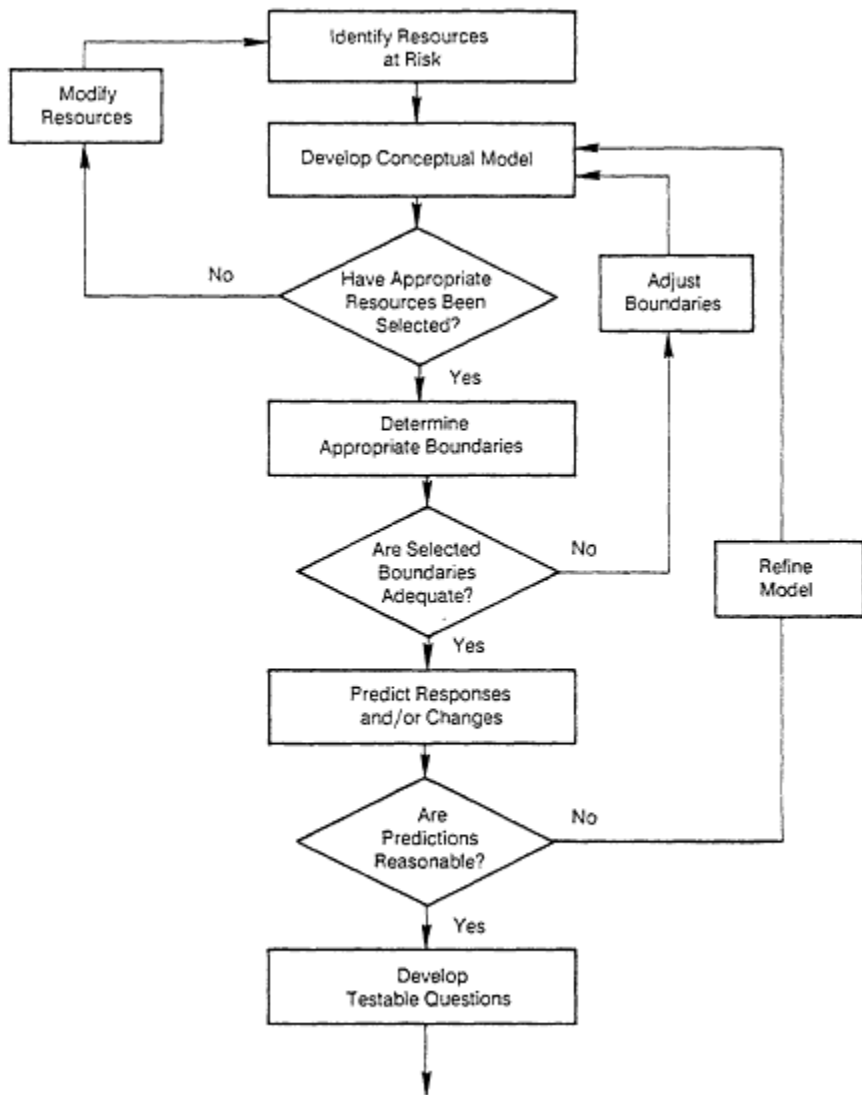 Identify Resources
at Risk
Modify
Resources
Develop Conceptual Model
No
Have Appropriate
Resources Been
Selected?
Adjust
Boundaries
Yes
Determine
Appropriate Boundaries
Are Selected
Boundaries
Adequate?
No
Refine
Model
Yes
Predict Responses
and/or Changes
Are
Predictions
Reasonable?
No
Yes
Develop
Testable Questions